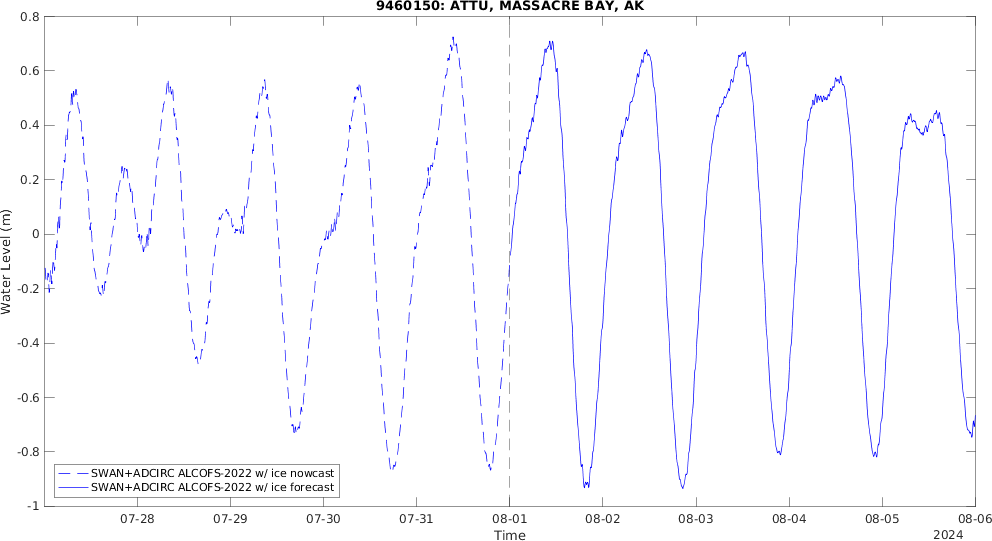 9460150: ATTU, MASSACRE BAY, AK
0.8
0.6
0.4
0.2
0
-0.2
-0.4
-0.6
-0.8
-1
Water Level (m)
SWAN+ADCIRC ALCOFS-2022 w/ ice nowcast
SWAN+ADCIRC ALCOFS-2022 w/ ice forecast
07-28 07-29 07-30 07-31 08-01 08-02 08-03 08-04 08-05 08-06
Time
2024